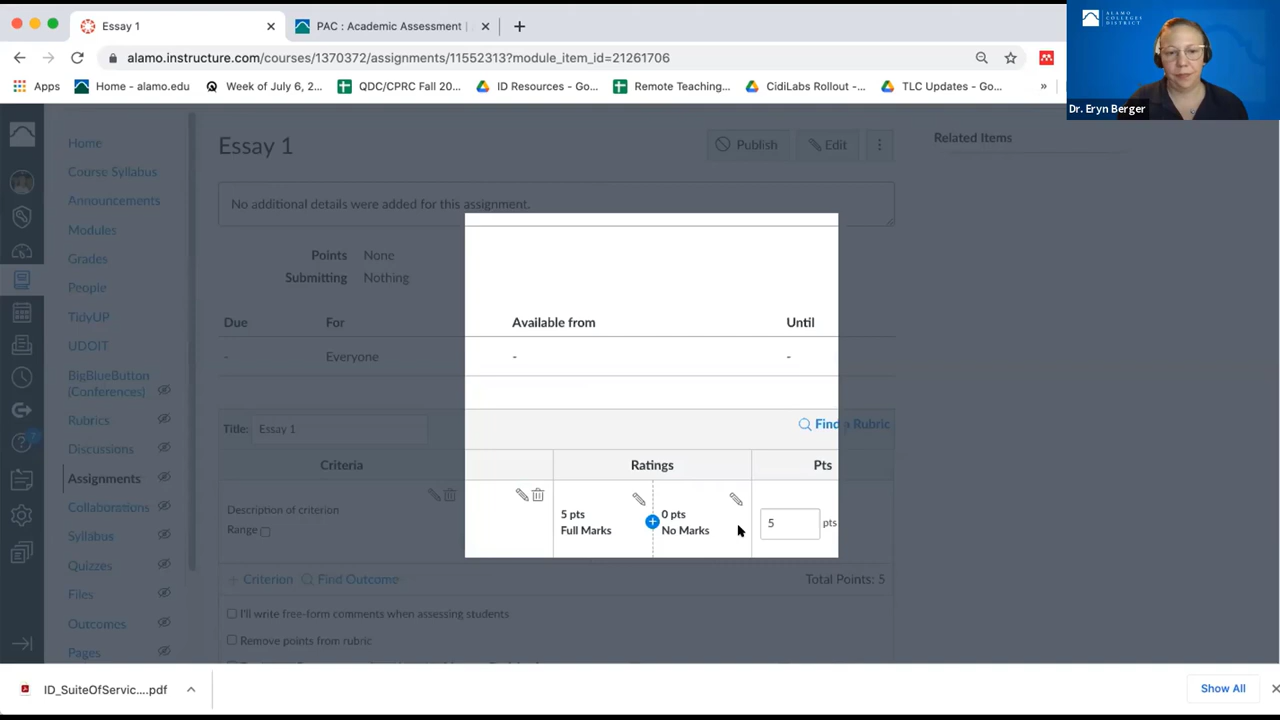 Essay 1
PAC : Academic Assessment
ALAMO
COLLEGES
DISTRICT
alamo.instructure.com/courses/1370372/assignments/11552313?module_item_id=21261706
Apps
Home - alamo.edu
Week of July 6, 2...
QDC/CPRC Fall 20...
ID Resources - Go...
Remote Teaching...
CidiLabs Rollout -...
TLC Updates - Go...
»
Dr. Eryn Berger
Home
Course Syllabus
Announcements
Modules
Grades
People
TidyUP
UDOIT
BigBlueButton
(Conferences)
Rubrics
Discussions
Assignments
Collaborations
Syllabus
Quizzes
Files
Outcomes
Pages
Essay 1
Publish
Edit
Related Items
No additional details were added for this assignment.
Points None
Submitting Nothing
Due For Available from Until
- Everyone - -
Title: Essay 1
Find a Rubric
Criteria Ratings Pts
Description of criterion
Range
5 pts
Full Marks
0 pts
No Marks
5 pts
+ Criterion Find Outcome Total Points: 5
I'll write free-form comments when assessing students
Remove points from rubric
ID_SuiteOfServic....pdf
Show All